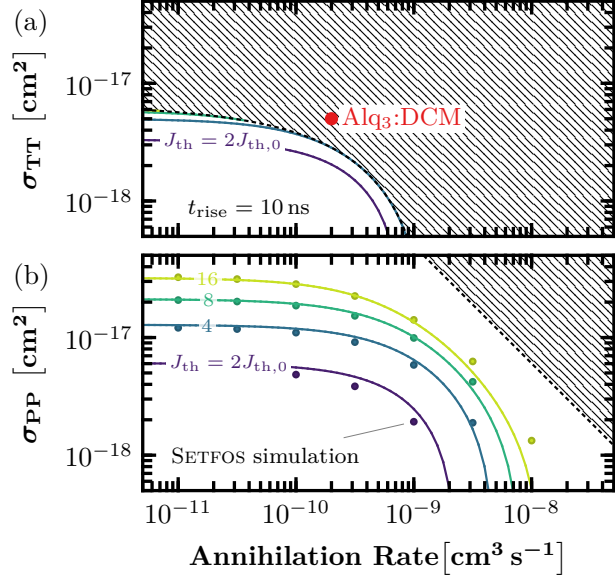 (a)
10⁻¹⁷
10⁻¹⁸
σ_TT [cm²]
Alq₃:DCM
J_th = 2J_th,0
t_rise = 10 ns
(b)
10⁻¹⁷
10⁻¹⁸
σ_PP [cm²]
16
8
4
J_th = 2J_th,0
SETFOS simulation
10⁻¹¹ 10⁻¹⁰ 10⁻⁹ 10⁻⁸
Annihilation Rate[cm³ s⁻¹]